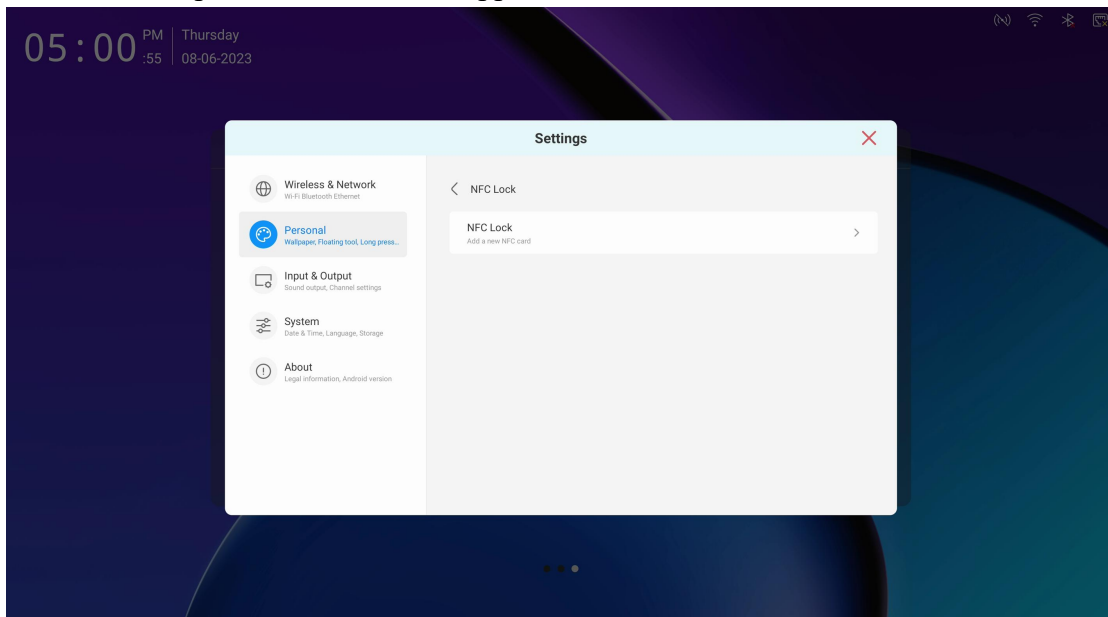 05:00 PM :55 Thursday
08-06-2023
Settings
Wireless & Network
Wi-Fi Bluetooth Ethernet
Personal
Wallpaper, Floating tool, Long press...
Input & Output
Sound output, Channel settings
System
Date & Time, Language, Storage
About
Legal information, Android version
NFC Lock
NFC Lock
Add a new NFC card